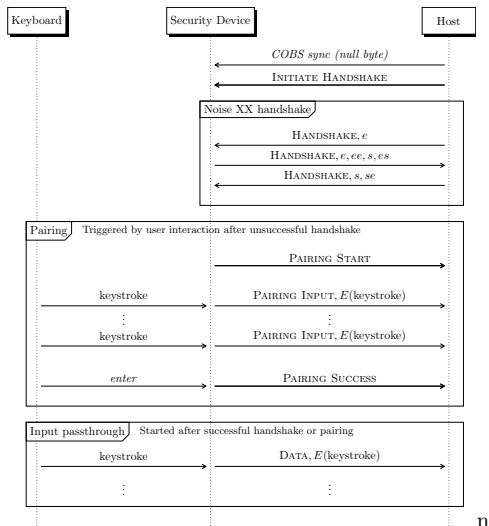 Keyboard Security Device Host
COBS sync (null byte)
INITIATE HANDSHAKE
Noise XX handshake
HANDSHAKE, e
HANDSHAKE, e, ee, s, es
HANDSHAKE, s, se
Pairing Triggered by user interaction after unsuccessful handshake
PAIRING START
keystroke PAIRING INPUT, E(keystroke)
⋮ ⋮
keystroke PAIRING INPUT, E(keystroke)
enter PAIRING SUCCESS
Input passthrough Started after successful handshake or pairing
keystroke DATA, E(keystroke)
⋮ ⋮